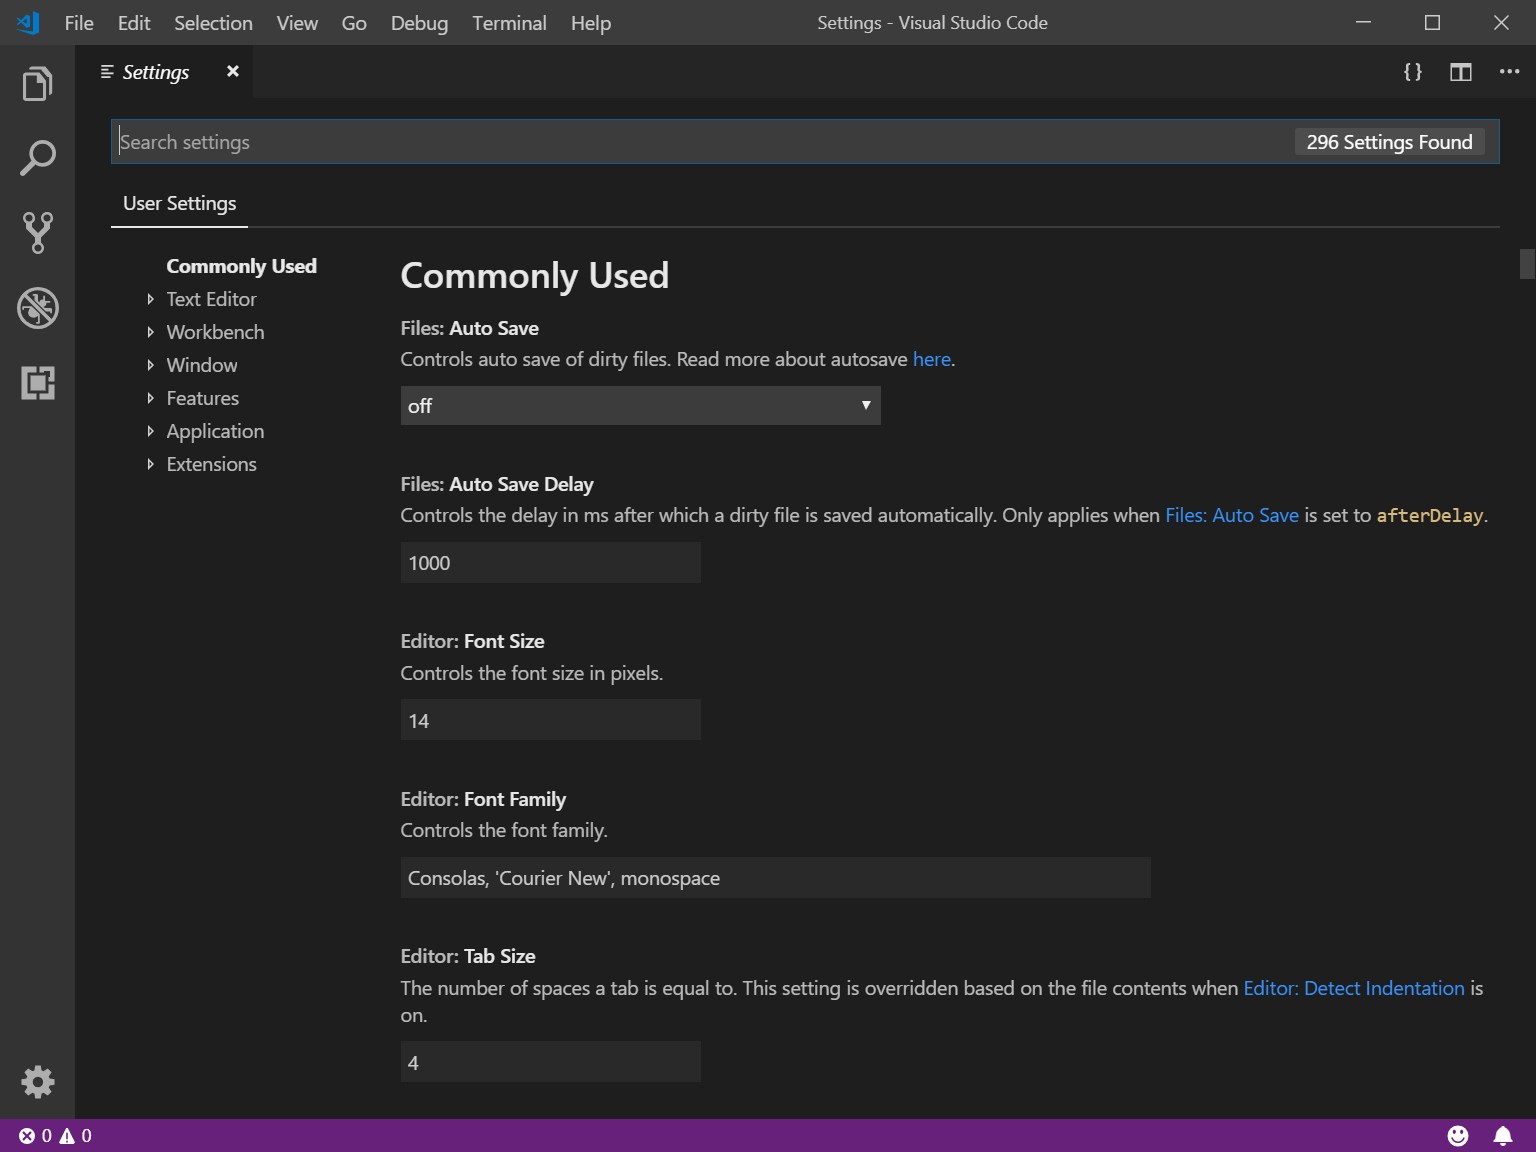 File Edit Selection View Go Debug Terminal Help Settings - Visual Studio Code
Settings
Search settings 296 Settings Found
User Settings
Commonly Used
Text Editor
Workbench
Window
Features
Application
Extensions
Commonly Used
Files: Auto Save
Controls auto save of dirty files. Read more about autosave here.
off
Files: Auto Save Delay
Controls the delay in ms after which a dirty file is saved automatically. Only applies when Files: Auto Save is set to afterDelay.
1000
Editor: Font Size
Controls the font size in pixels.
14
Editor: Font Family
Controls the font family.
Consolas, 'Courier New', monospace
Editor: Tab Size
The number of spaces a tab is equal to. This setting is overridden based on the file contents when Editor: Detect Indentation is
on.
4
0 0